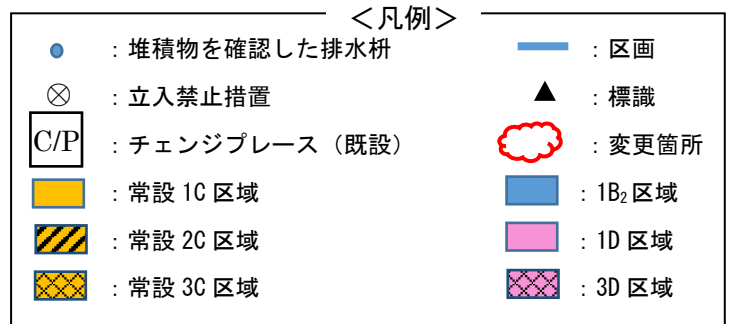 ＜凡例＞
：堆積物を確認した排水枡 ：区画
：立入禁止措置 ：標識
C/P ：チェンジプレース（既設） ：変更箇所
：常設 1C 区域 ：1B₂区域
：常設 2C 区域 ：1D 区域
：常設 3C 区域 ：3D 区域